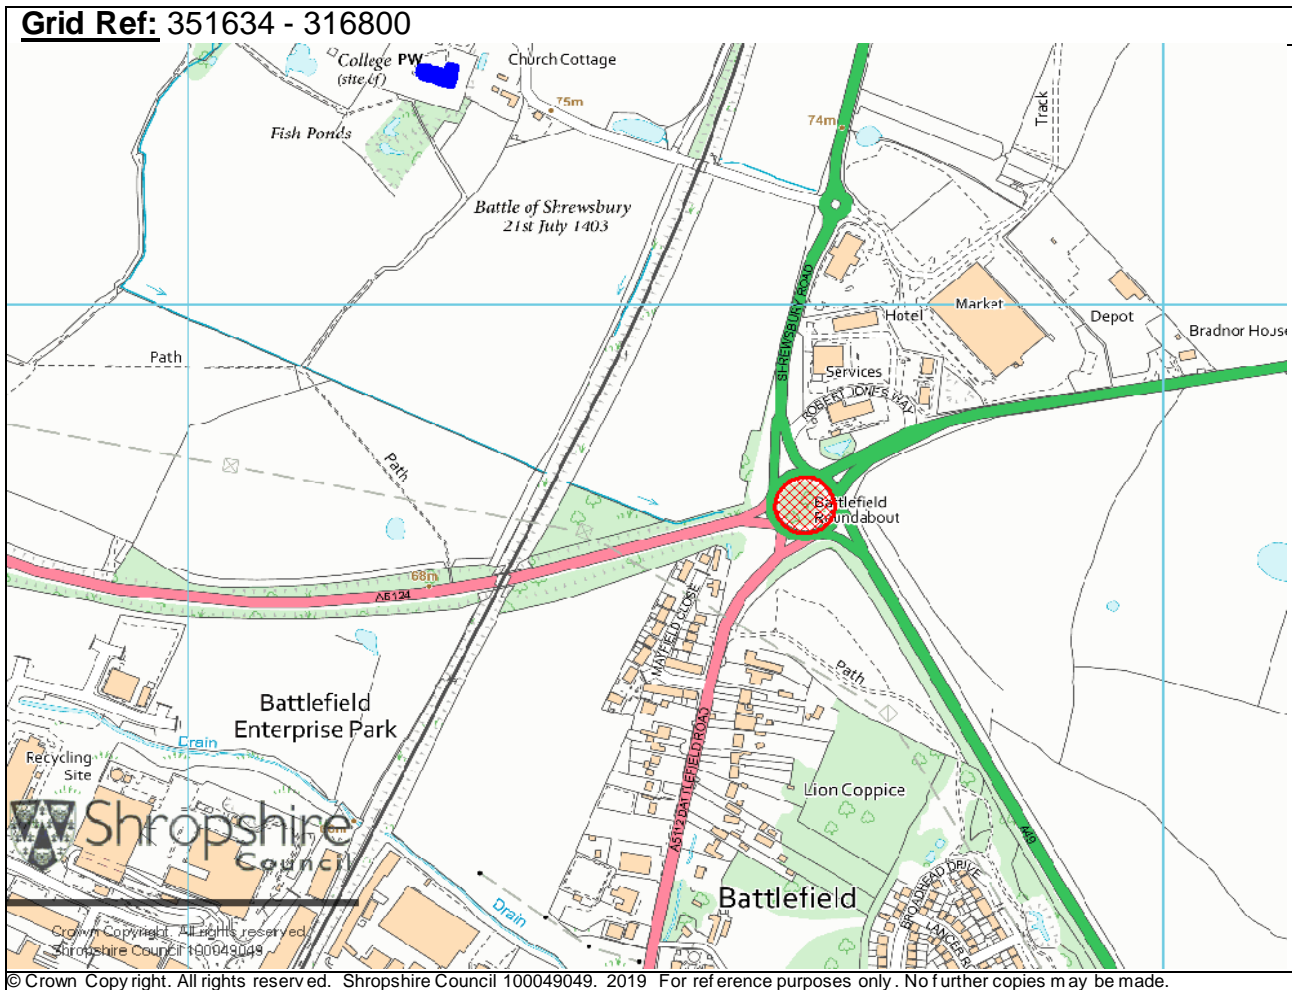 Grid Ref: 351634 - 316800
College PW
(site of)
Church Cottage
75m
Fish Ponds
74m
Track
Battle of Shrewsbury
21st July 1403
SHREWSBURY ROAD
Market
Hotel
Depot
Bradnor House
Path
Services
ROBERT JONES WAY
Path
Battlefield
Roundabout
68m
A5124
MAYFIELD CLOSE
Path
Battlefield
Enterprise Park
Drain
Recycling
Site
A5112 BATTLEFIELD ROAD
Lion Coppice
A49
Shropshire
Council
BROADHEAD DRIVE
Battlefield
Drain
LANCER R
Crown Copyright. All rights reserved.
Shropshire Council 100049049
© Crown Copyright. All rights reserved. Shropshire Council 100049049. 2019 For reference purposes only. No further copies may be made.